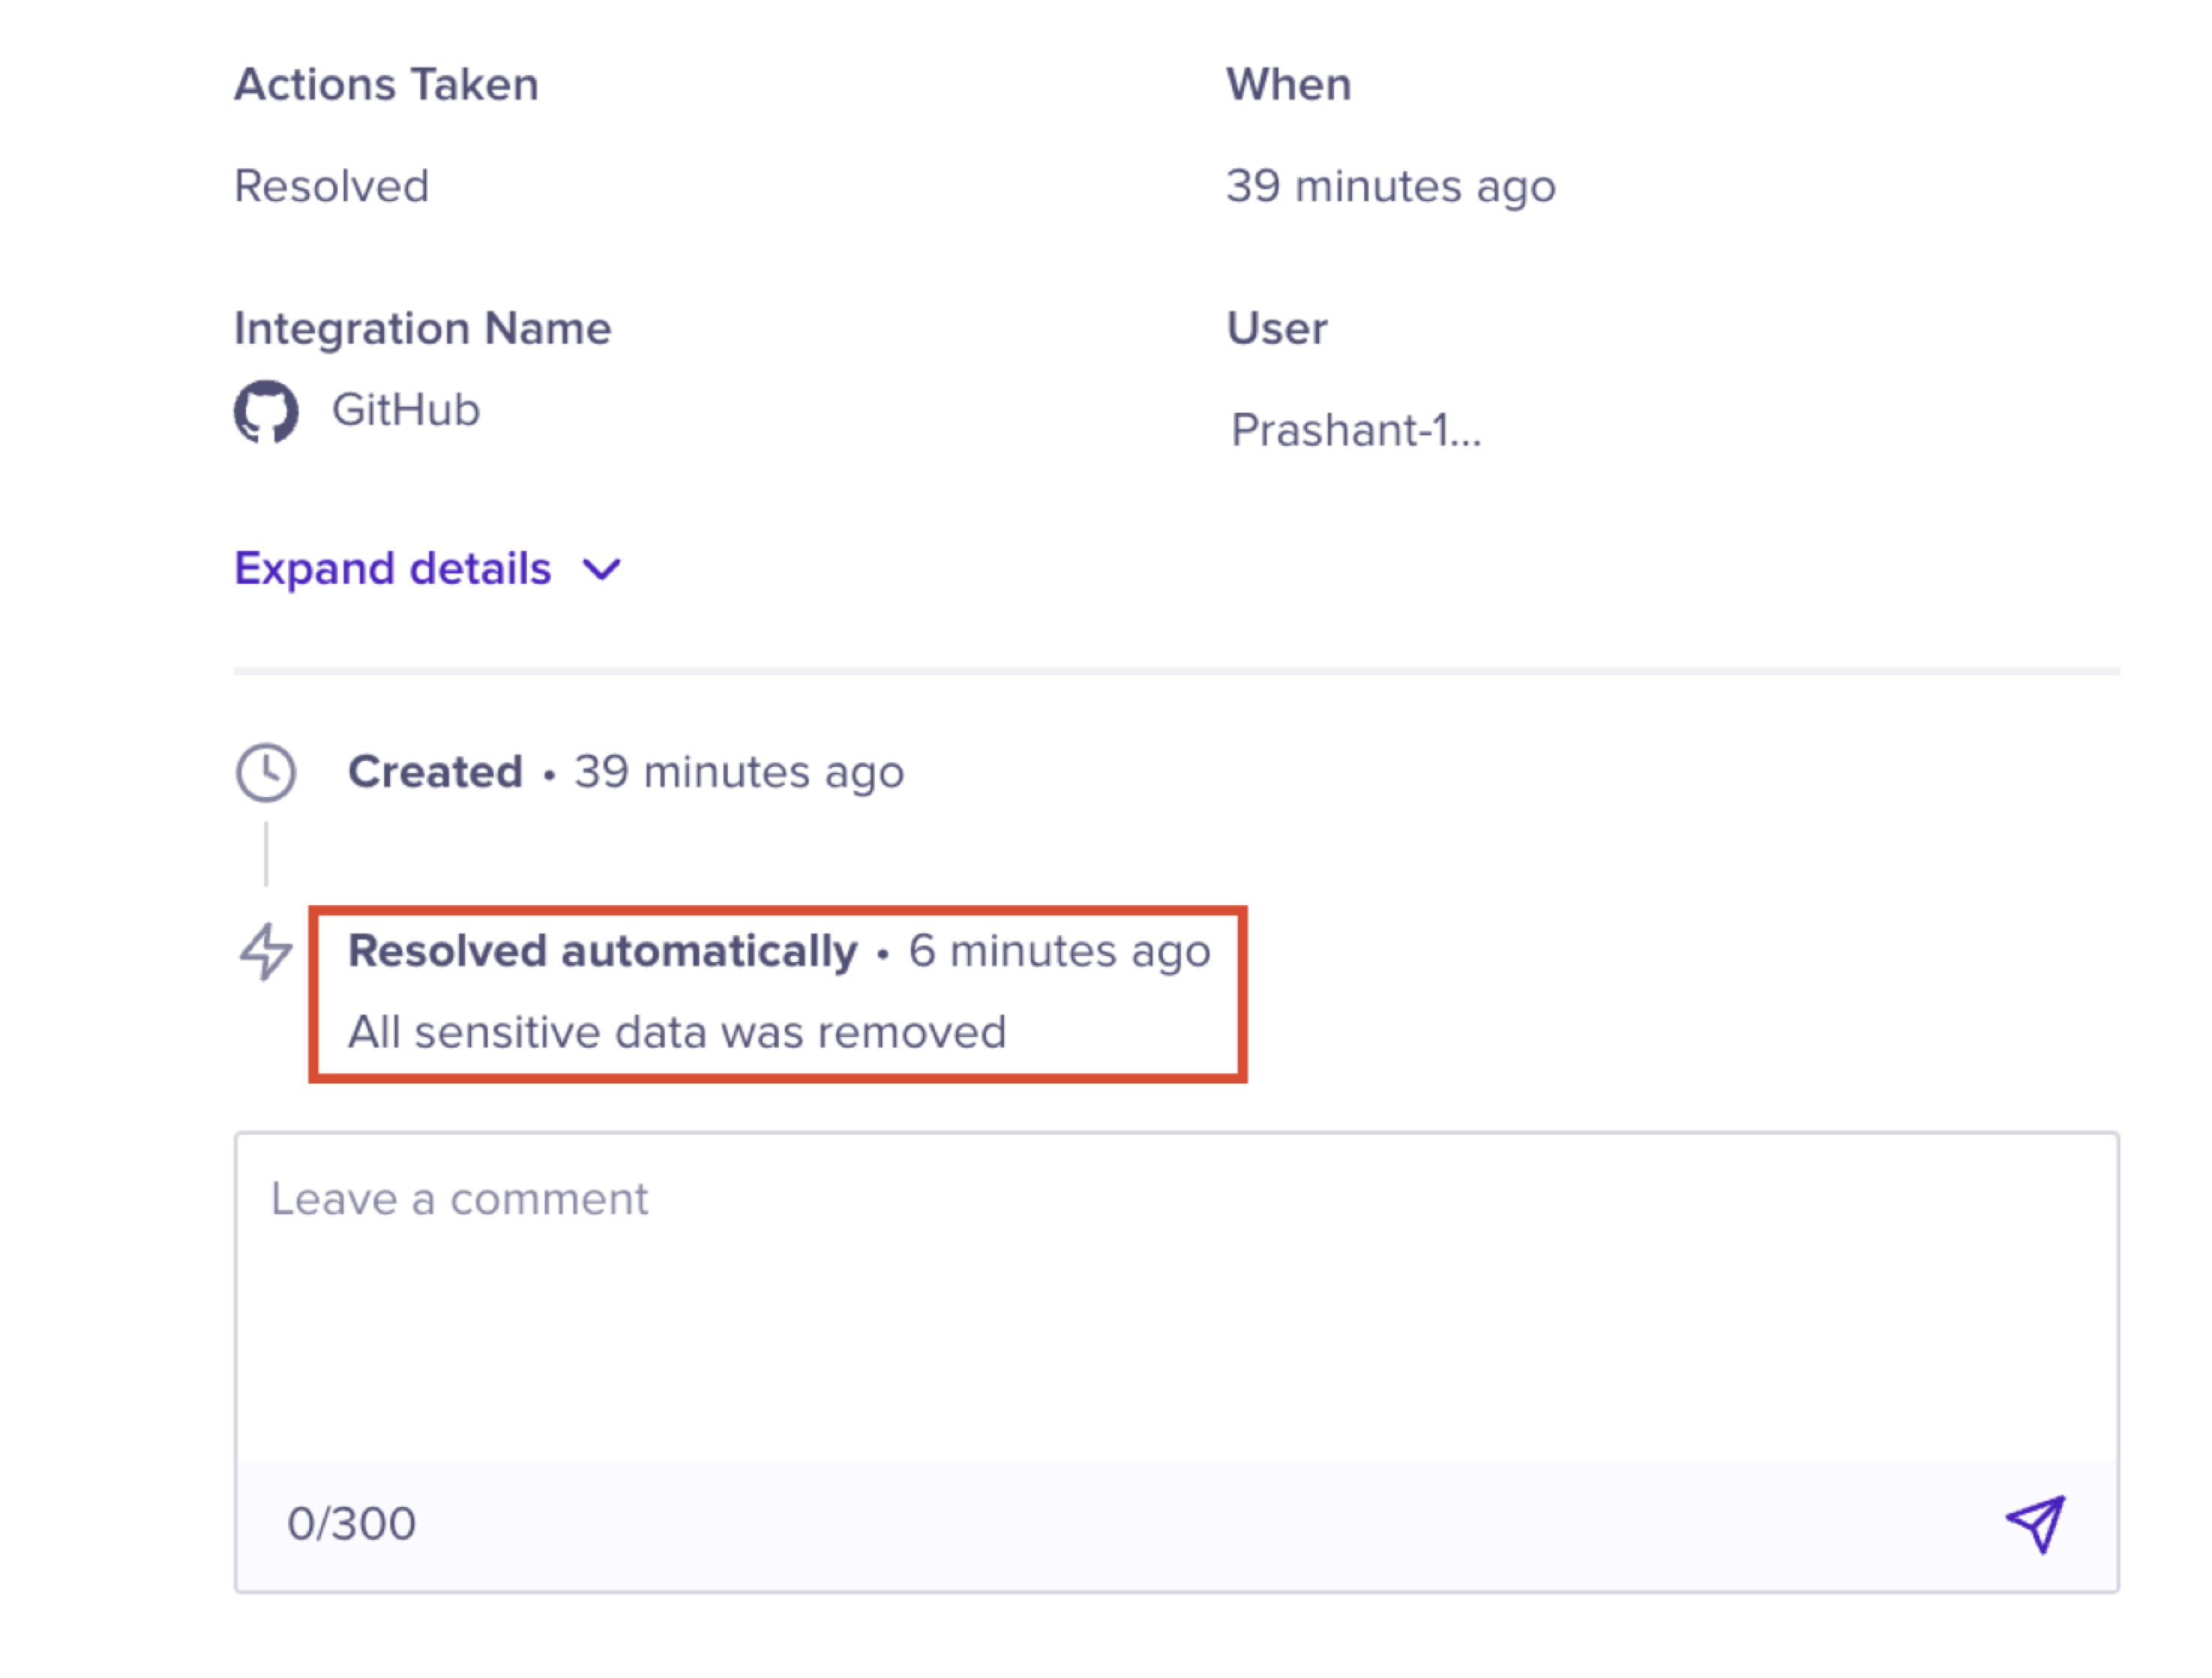 Actions Taken
When
Resolved
39 minutes ago
Integration Name
User
GitHub
Prashant-1...
Expand details
Created • 39 minutes ago
Resolved automatically • 6 minutes ago
All sensitive data was removed
Leave a comment
0/300